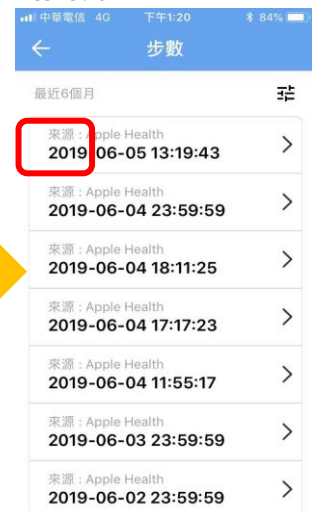 中華電信 4G 下午1:20 84%
步數
最近6個月
來源 : Apple Health
2019-06-05 13:19:43
來源 : Apple Health
2019-06-04 23:59:59
來源 : Apple Health
2019-06-04 18:11:25
來源 : Apple Health
2019-06-04 17:17:23
來源 : Apple Health
2019-06-04 11:55:17
來源 : Apple Health
2019-06-03 23:59:59
來源 : Apple Health
2019-06-02 23:59:59